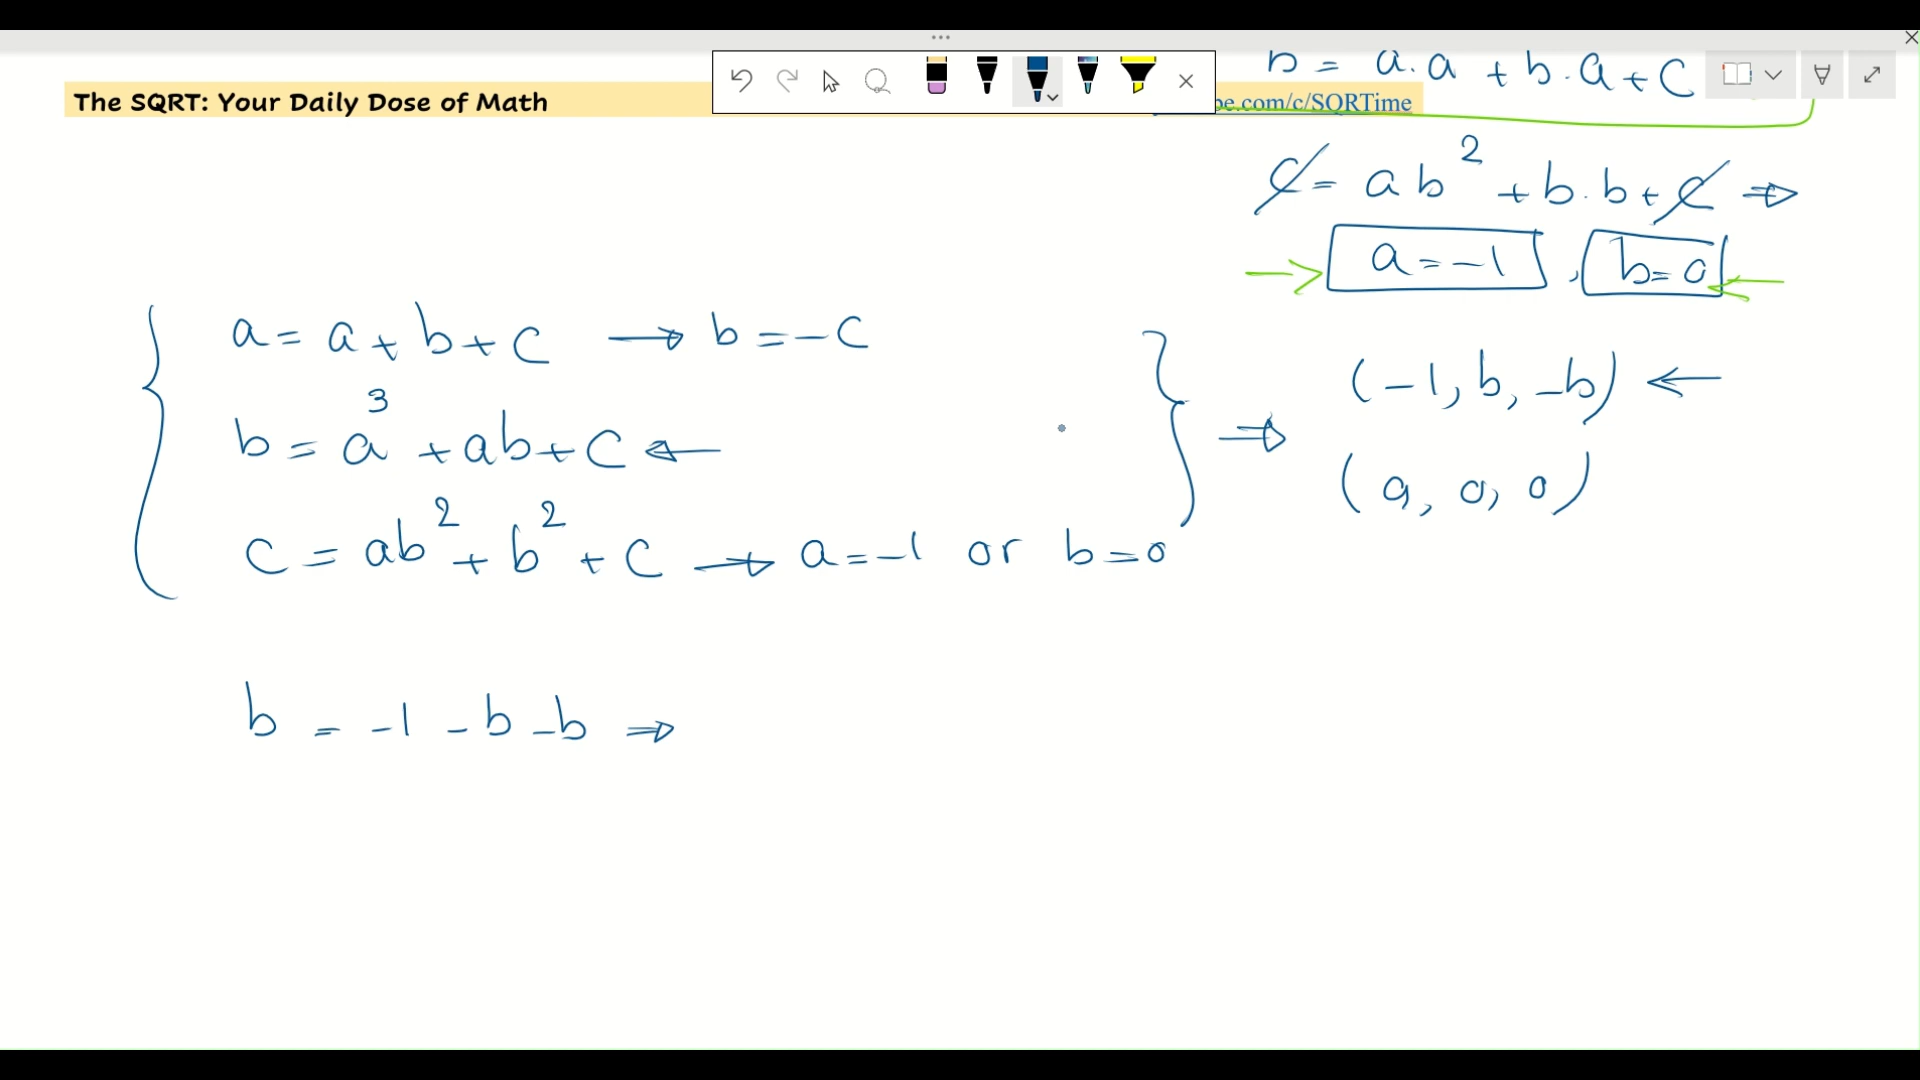 b = a.a + b.a + c
The SQRT: Your Daily Dose of Math
be.com/c/SQRTime
c = ab² + b.b + c ⇒
a = -1 , b = 0
a = a + b + c → b = -c
(-1, b, -b) ←
b = a³ + ab + c ←
⇒
(a, 0, 0)
c = ab² + b² + c → a = -1 or b = 0
b = -1 - b - b ⇒